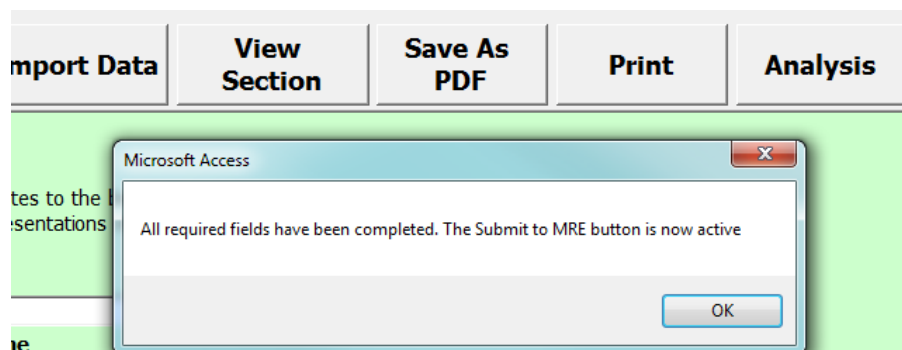 mport Data
View
Section
Save As
PDF
Print
Analysis
Microsoft Access
tes to the
esentations
All required fields have been completed. The Submit to MRE button is now active
OK